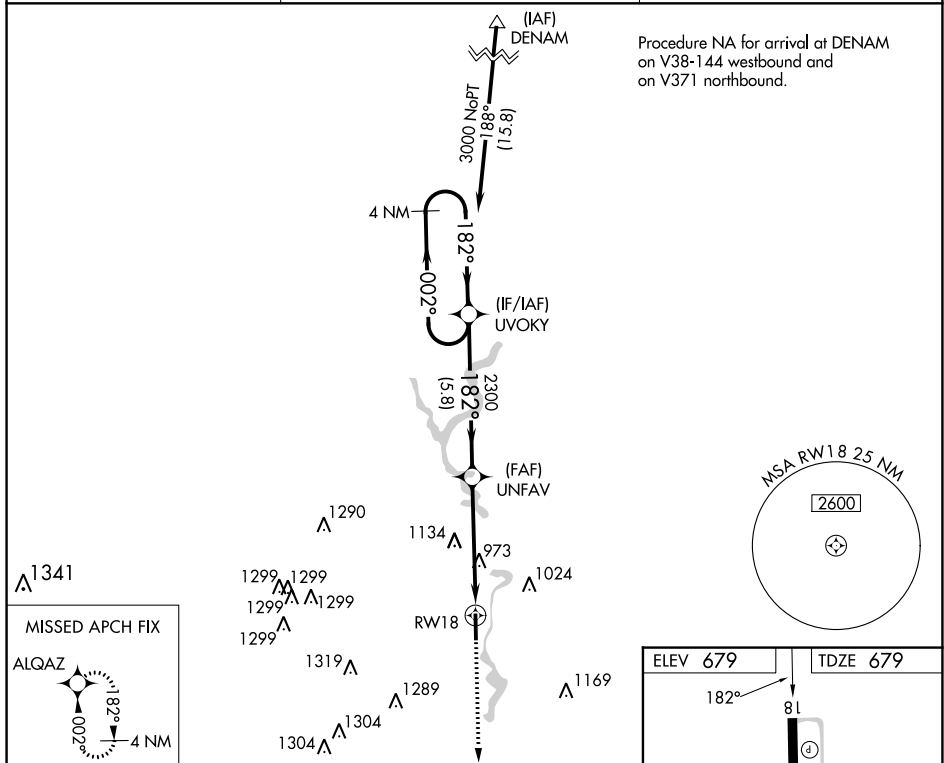 (IAF)
DENAM
Procedure NA for arrival at DENAM
on V38-144 westbound and
on V371 northbound.
3000 NoPT
188°
(15.8)
4 NM
182°
002°
(IF/IAF)
UVOKY
2300
182°
(5.8)
(FAF)
UNFAV
MSA RW18 25 NM
2600
1290
1134
973
1341
1299
1299
1024
1299
1299
1299
RW18
MISSED APCH FIX
ALQAZ
182°
002°
4 NM
1319
1289
1169
1304
1304
ELEV 679
TDZE 679
182°
18
P